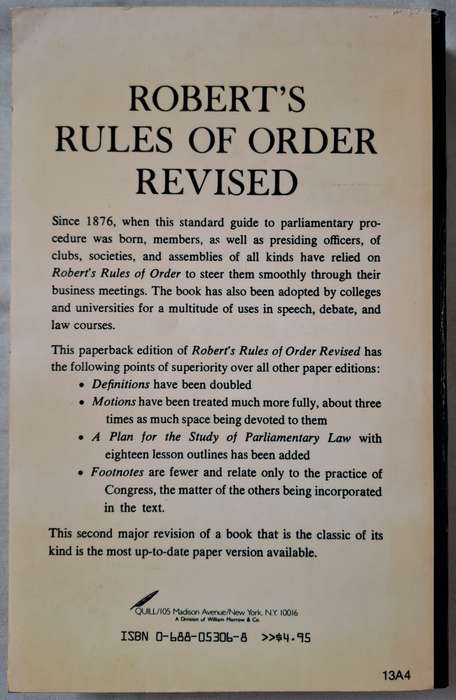 ROBERT'S
RULES OF ORDER
REVISED
Since 1876, when this standard guide to parliamentary pro-
cedure was born, members, as well as presiding officers, of
clubs, societies, and assemblies of all kinds have relied on
Robert's Rules of Order to steer them smoothly through their
business meetings. The book has also been adopted by colleges
and universities for a multitude of uses in speech, debate, and
law courses.
This paperback edition of Robert's Rules of Order Revised has
the following points of superiority over all other paper editions:
• Definitions have been doubled
• Motions have been treated much more fully, about three
times as much space being devoted to them
• A Plan for the Study of Parliamentary Law with
eighteen lesson outlines has been added
• Footnotes are fewer and relate only to the practice of
Congress, the matter of the others being incorporated
in the text.
This second major revision of a book that is the classic of its
kind is the most up-to-date paper version available.
QUILL/105 Madison Avenue/New York, N.Y. 10016
A Division of William Morrow & Co.
ISBN 0-688-05306-8 >>$4.95
13A4